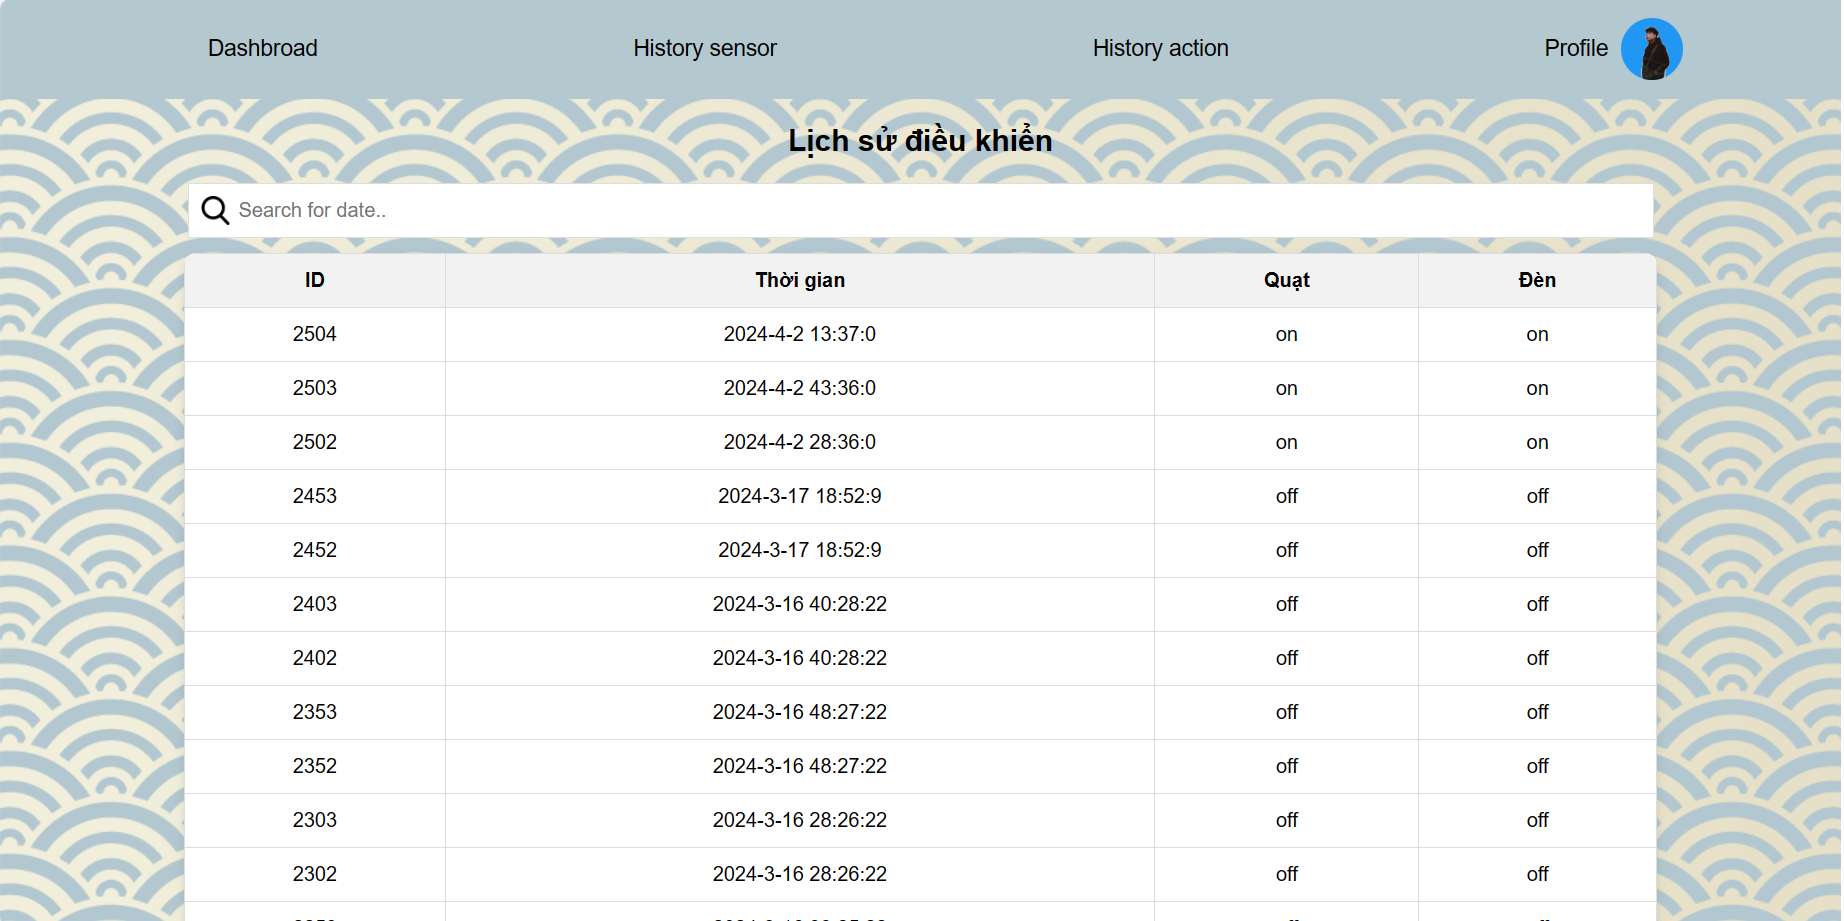 Dashbroad History sensor History action Profile
Lịch sử điều khiển
Search for date..
ID Thời gian Quạt Đèn
2504 2024-4-2 13:37:0 on on
2503 2024-4-2 43:36:0 on on
2502 2024-4-2 28:36:0 on on
2453 2024-3-17 18:52:9 off off
2452 2024-3-17 18:52:9 off off
2403 2024-3-16 40:28:22 off off
2402 2024-3-16 40:28:22 off off
2353 2024-3-16 48:27:22 off off
2352 2024-3-16 48:27:22 off off
2303 2024-3-16 28:26:22 off off
2302 2024-3-16 28:26:22 off off